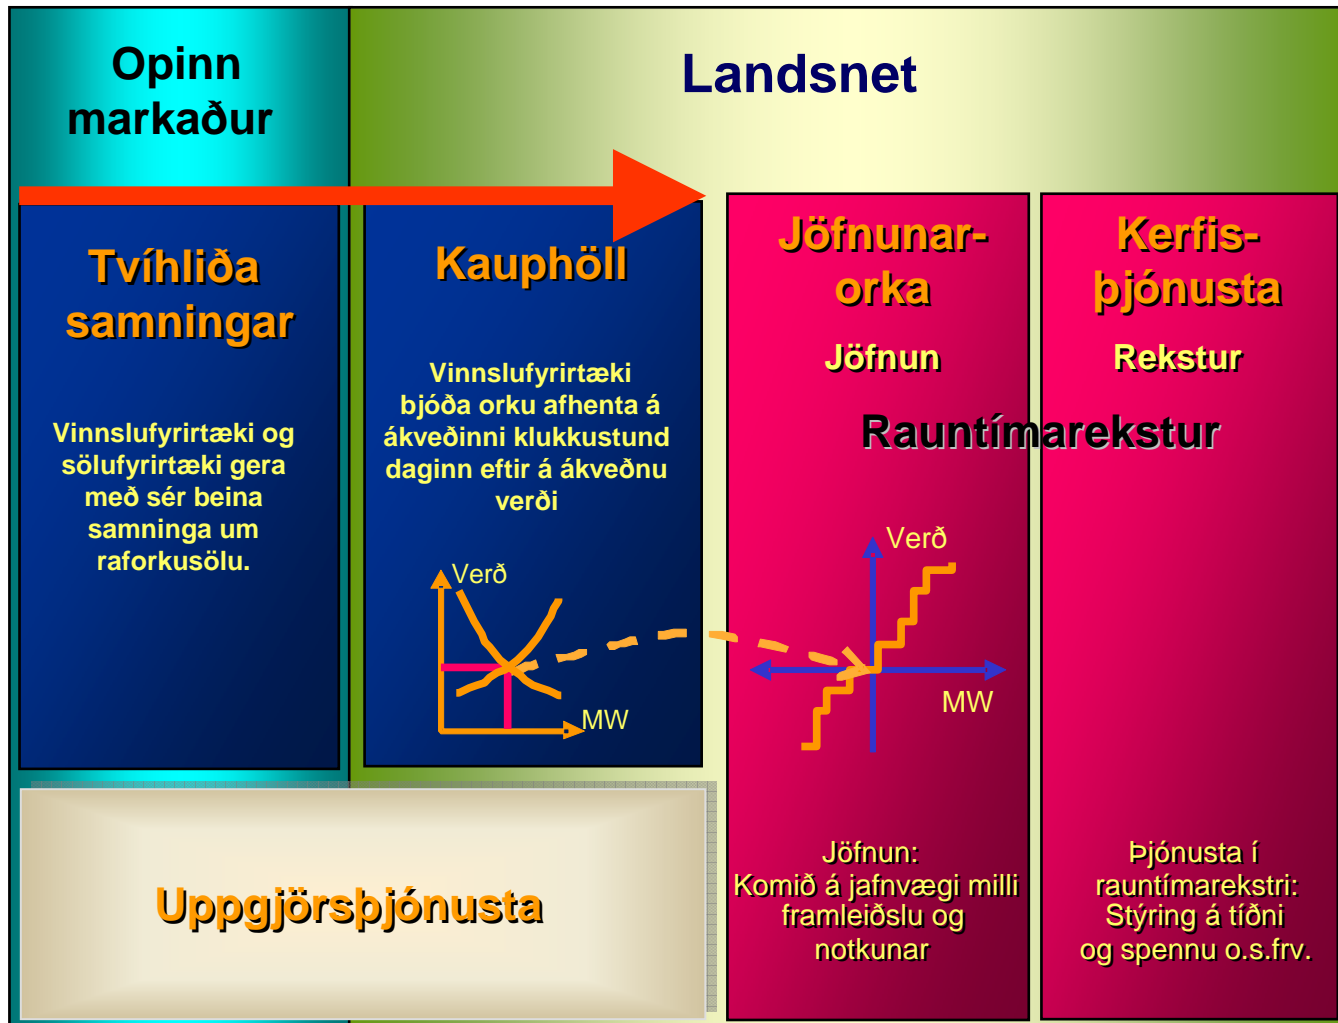 Opinn
markaður
Landsnet
Tvíhliða
samningar
Vinnslufyrirtæki og
sölufyrirtæki gera
með sér beina
samninga um
raforkusölu.
Kauphöll
Vinnslufyrirtæki
bjóða orku afhenta á
ákveðinni klukkustund
daginn eftir á ákveðnu
verði
Verð
MW
Jöfnunar-
orka
Jöfnun
Kerfis-
þjónusta
Rekstur
Rauntímarekstur
Verð
MW
Jöfnun:
Komið á jafnvægi milli
framleiðslu og
notkunar
Þjónusta í
rauntímarekstri:
Stýring á tíðni
og spennu o.s.frv.
Uppgjörsþjónusta